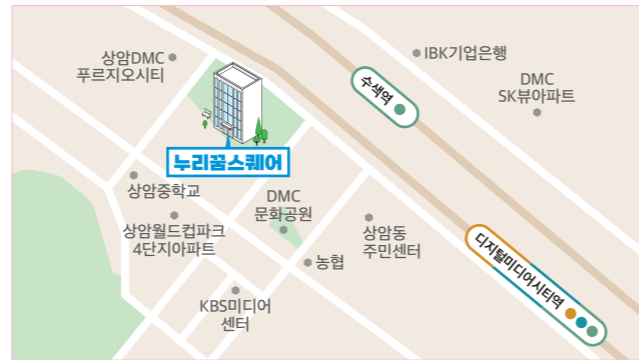 상암DMC
푸르지오시티
IBK기업은행
수색역
DMC
SK뷰아파트
누리꿈스퀘어
상암중학교
DMC
문화공원
상암월드컵파크
4단지아파트
상암동
주민센터
디지털미디어시티역
농협
KBS미디어
센터